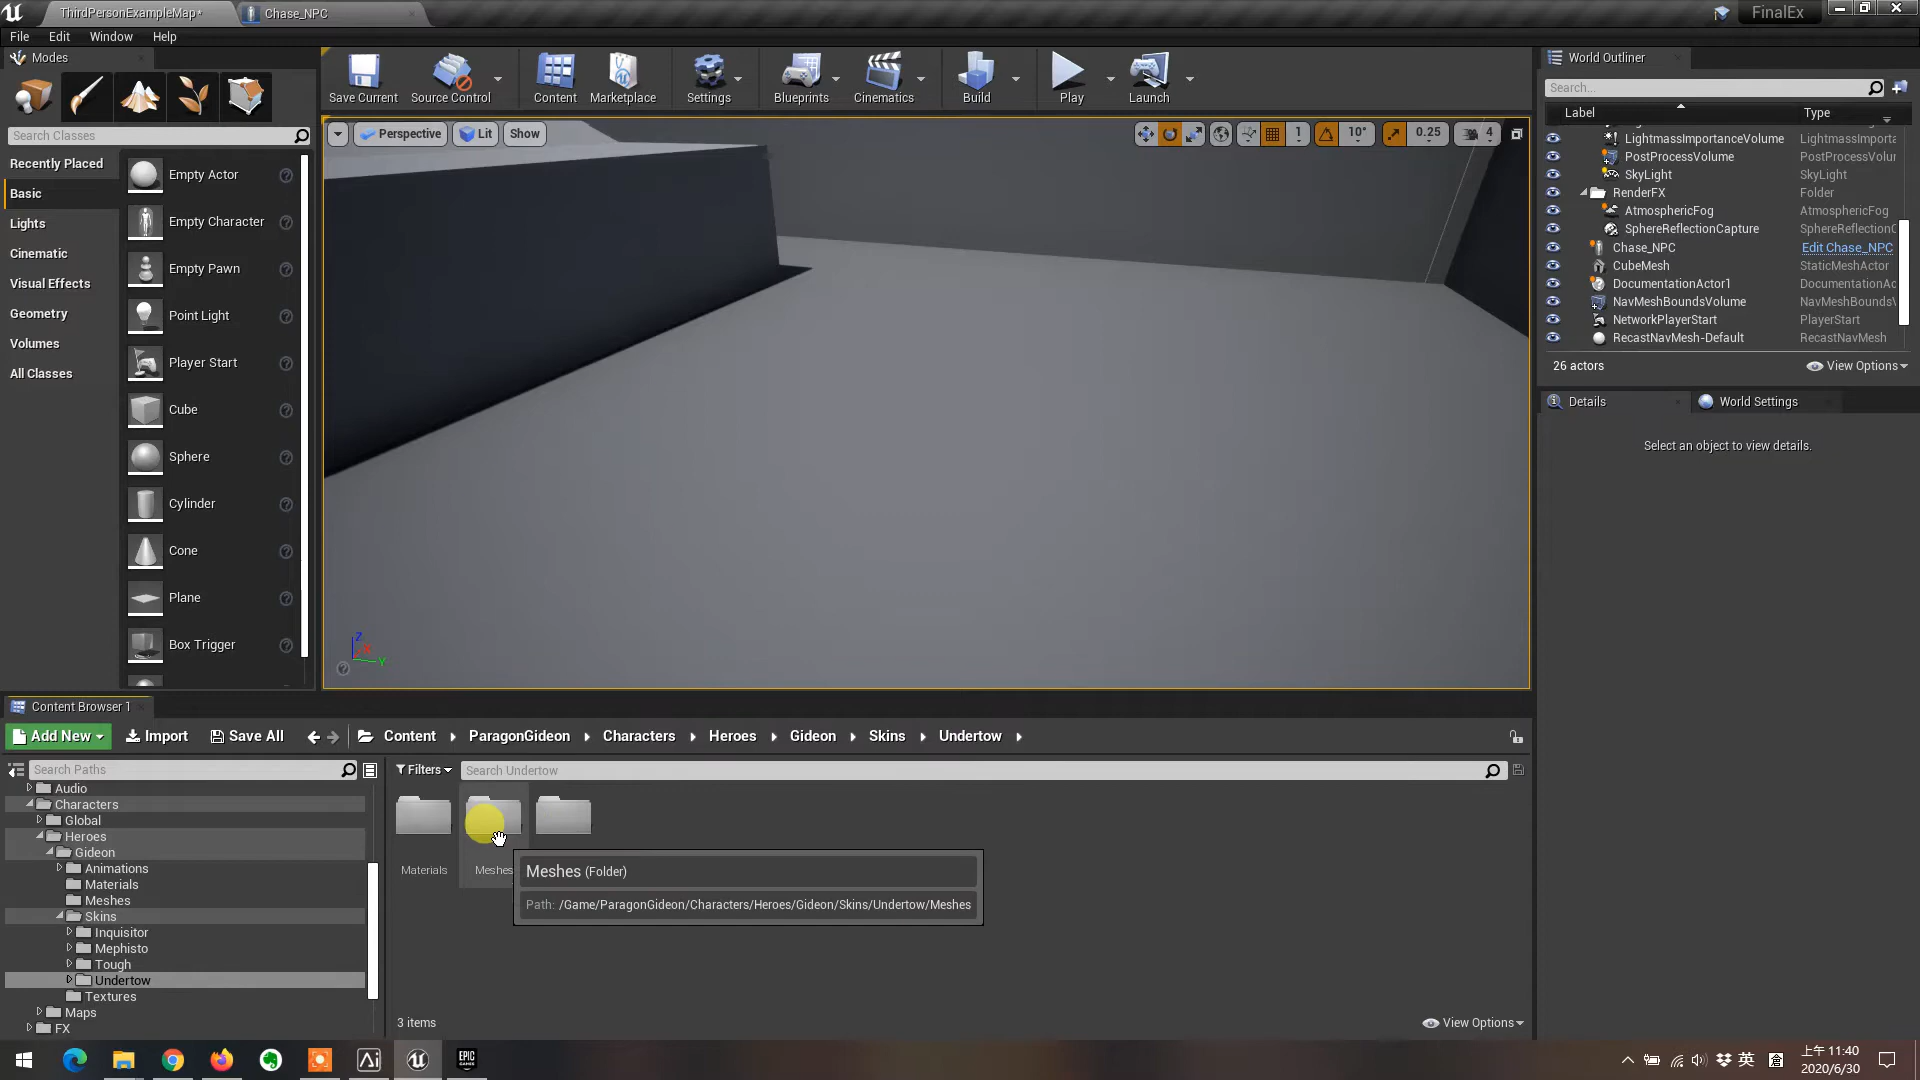 ThirdPersonExampleMap*
Chase_NPC
FinalEx
File Edit Window Help
Modes
Search Classes
Recently Placed
Basic
Lights
Cinematic
Visual Effects
Geometry
Volumes
All Classes
Empty Actor
Empty Character
Empty Pawn
Point Light
Player Start
Cube
Sphere
Cylinder
Cone
Plane
Box Trigger
Save Current
Source Control
Content
Marketplace
Settings
Blueprints
Cinematics
Build
Play
Launch
Perspective
Lit
Show
1
10°
0.25
4
Z
X
Y
World Outliner
Search...
Label Type
LightmassImportanceVolume LightmassImporta
PostProcessVolume PostProcessVolur
SkyLight SkyLight
RenderFX Folder
AtmosphericFog AtmosphericFog
SphereReflectionCapture SphereReflectionC
Chase_NPC Edit Chase_NPC
CubeMesh StaticMeshActor
DocumentationActor1 DocumentationAc
NavMeshBoundsVolume NavMeshBoundsV
NetworkPlayerStart PlayerStart
RecastNavMesh-Default RecastNavMesh
26 actors
View Options
Details
World Settings
Select an object to view details.
Content Browser 1
Add New
Import
Save All
Content ParagonGideon Characters Heroes Gideon Skins Undertow
Search Paths
Filters
Search Undertow
Audio
Characters
Global
Heroes
Gideon
Animations
Materials
Meshes
Skins
Inquisitor
Mephisto
Tough
Undertow
Textures
Maps
FX
Materials
Meshes
Meshes (Folder)
Path: /Game/ParagonGideon/Characters/Heroes/Gideon/Skins/Undertow/Meshes
3 items
View Options
Ai
EPIC
GAMES
英
上午 11:40
2020/6/30